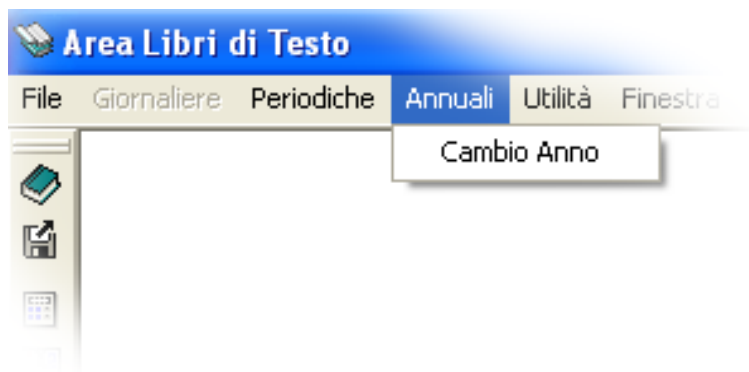 Area Libri di Testo
File Giornaliere Periodiche Annuali Utilità Finestra
Cambio Anno